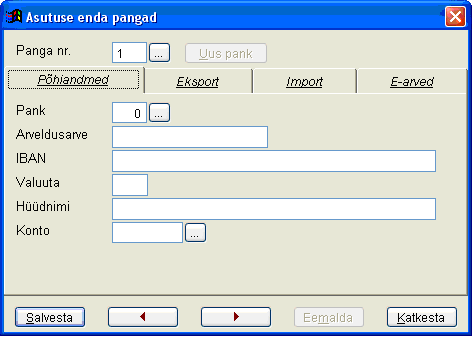 Asutuse enda pangad
Panga nr. 1 ... Uus pank
Põhiandmed Eksport Import E-arved
Pank 0 ...
Arveldusarve
IBAN
Valuuta
Hüüdnimi
Konto ...
Salvesta Eemalda Katkesta